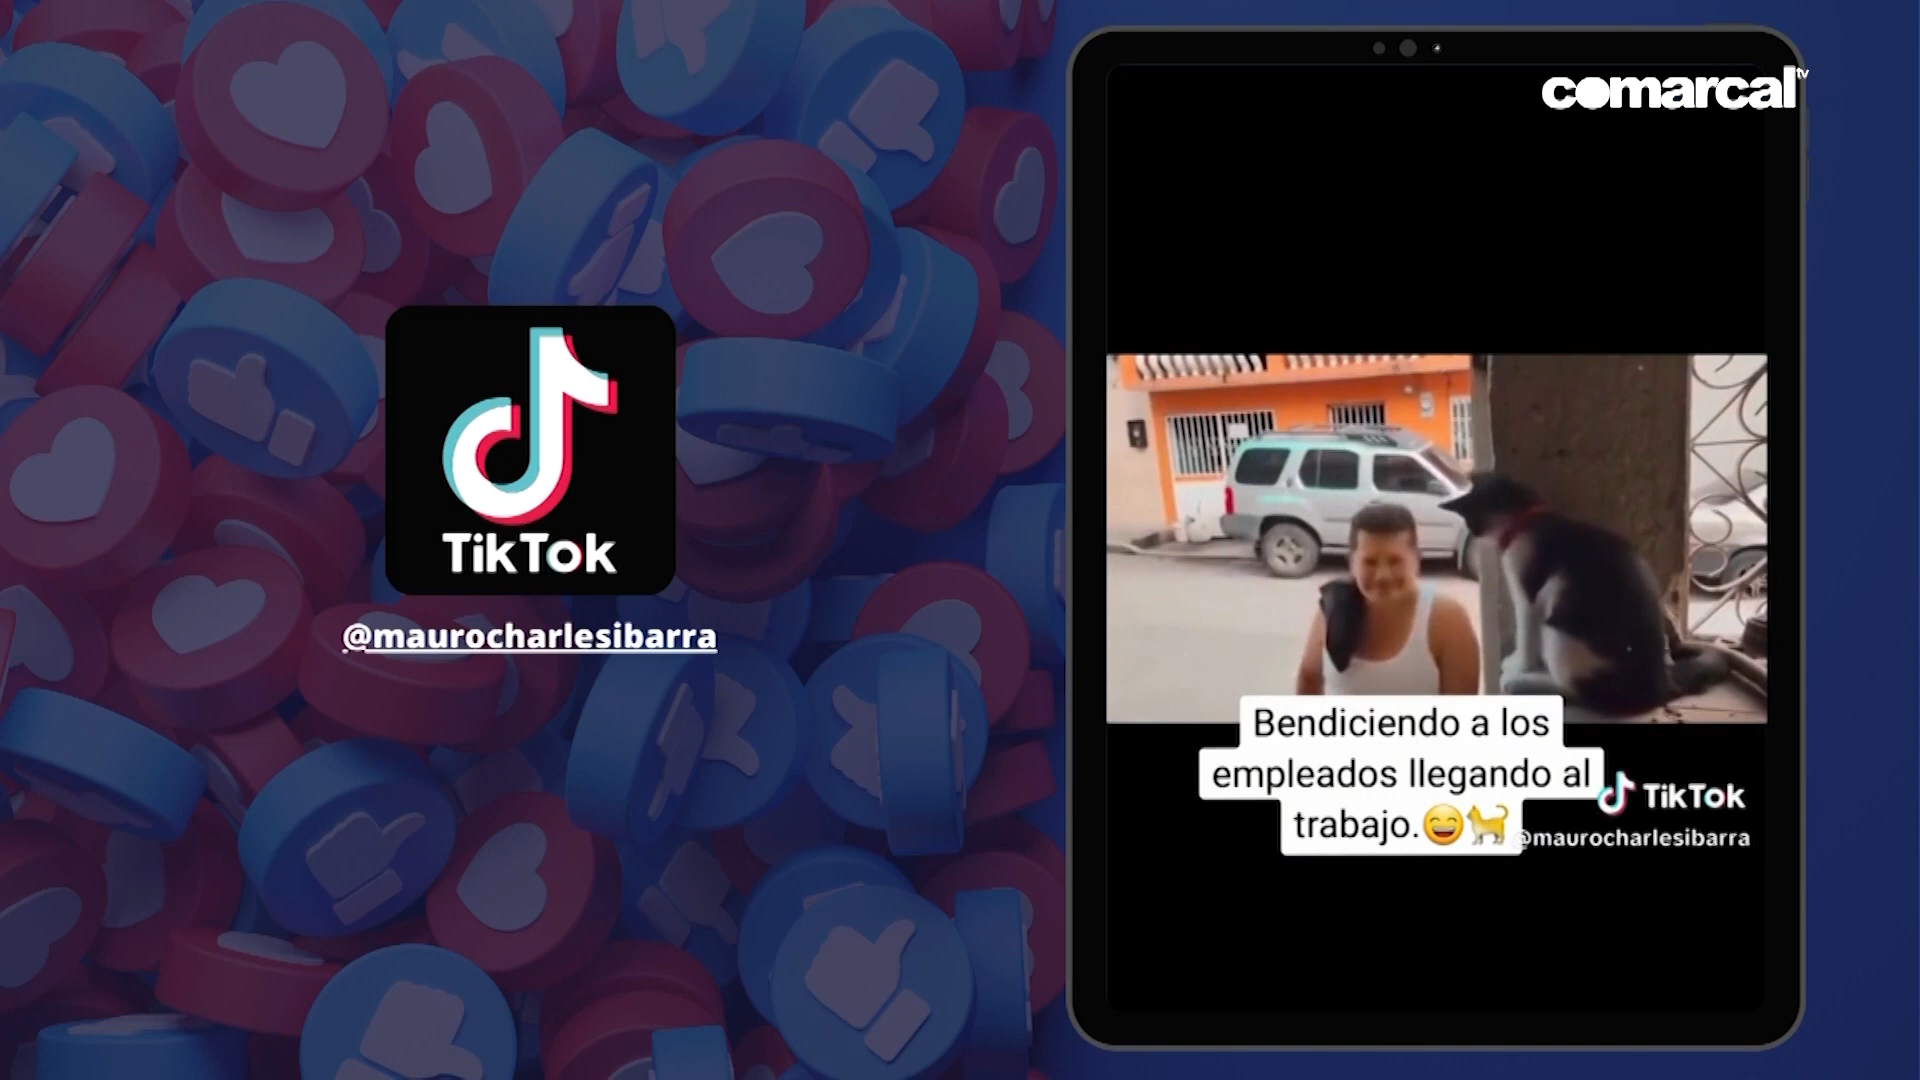 comarcal tv
TikTok
@maurocharlesibarra
Bendiciendo a los
empleados llegando al
trabajo.😄🐈
TikTok
@maurocharlesibarra